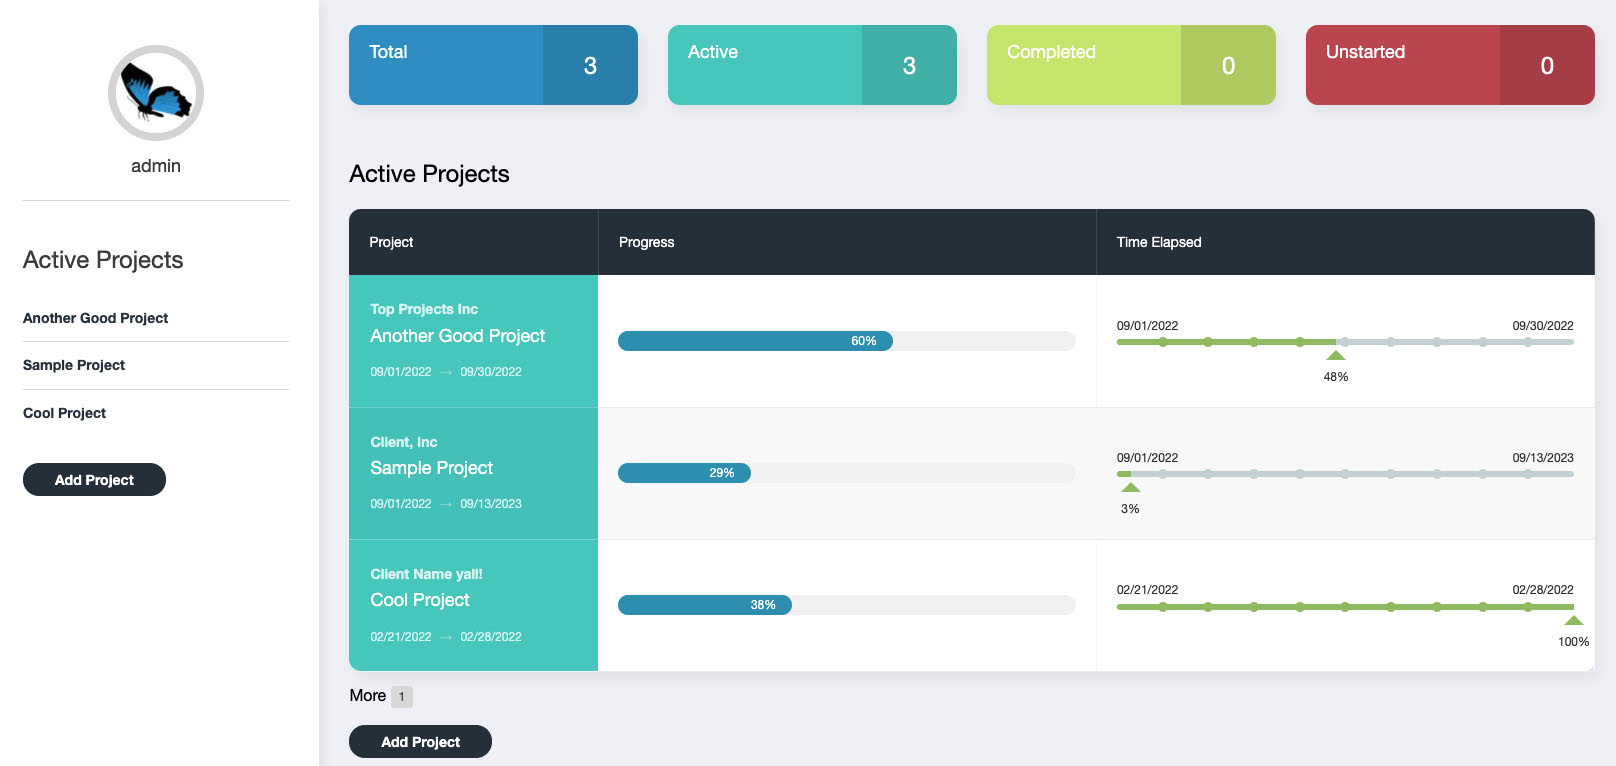 admin
Active Projects
Another Good Project
Sample Project
Cool Project
Add Project
Total 3
Active 3
Completed 0
Unstarted 0
Active Projects
Project Progress Time Elapsed
Top Projects Inc
Another Good Project
09/01/2022 → 09/30/2022
60%
09/01/2022 09/30/2022
48%
Client, Inc
Sample Project
09/01/2022 → 09/13/2023
29%
09/01/2022 09/13/2023
3%
Client Name yall!
Cool Project
02/21/2022 → 02/28/2022
38%
02/21/2022 02/28/2022
100%
More 1
Add Project